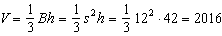 V = 1/3 Bh = 1/3 s²h = 1/3 12² · 42 = 2016